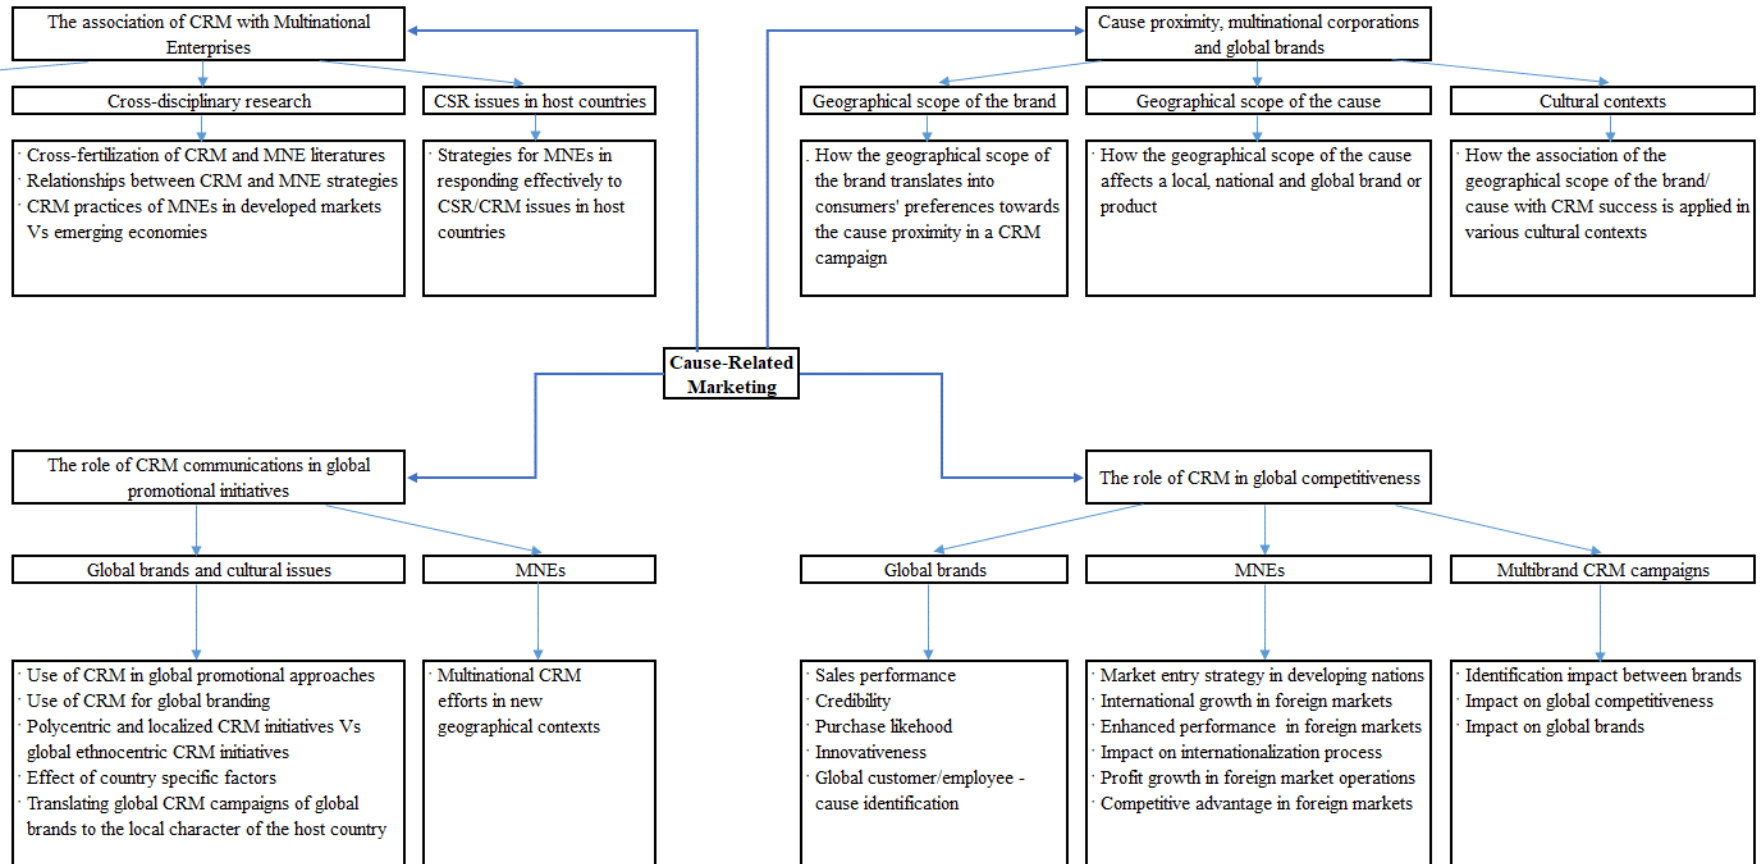 The association of CRM with Multinational
Enterprises
Cross-disciplinary research
· Cross-fertilization of CRM and MNE literatures
· Relationships between CRM and MNE strategies
· CRM practices of MNEs in developed markets
Vs emerging economies
CSR issues in host countries
· Strategies for MNEs in
responding effectively to
CSR/CRM issues in host
countries
Cause proximity, multinational corporations
and global brands
Geographical scope of the brand
. How the geographical scope of
the brand translates into
consumers' preferences towards
the cause proximity in a CRM
campaign
Geographical scope of the cause
· How the geographical scope of the cause
affects a local, national and global brand or
product
Cultural contexts
· How the association of the
geographical scope of the brand/
cause with CRM success is applied in
various cultural contexts
Cause-Related
Marketing
The role of CRM communications in global
promotional initiatives
Global brands and cultural issues
· Use of CRM in global promotional approaches
· Use of CRM for global branding
· Polycentric and localized CRM initiatives Vs
global ethnocentric CRM initiatives
· Effect of country specific factors
· Translating global CRM campaigns of global
brands to the local character of the host country
MNEs
· Multinational CRM
efforts in new
geographical contexts
The role of CRM in global competitiveness
Global brands
· Sales performance
· Credibility
· Purchase likehood
· Innovativeness
· Global customer/employee -
cause identification
MNEs
· Market entry strategy in developing nations
· International growth in foreign markets
· Enhanced performance in foreign markets
· Impact on internationalization process
· Profit growth in foreign market operations
· Competitive advantage in foreign markets
Multibrand CRM campaigns
· Identification impact between brands
· Impact on global competitiveness
· Impact on global brands